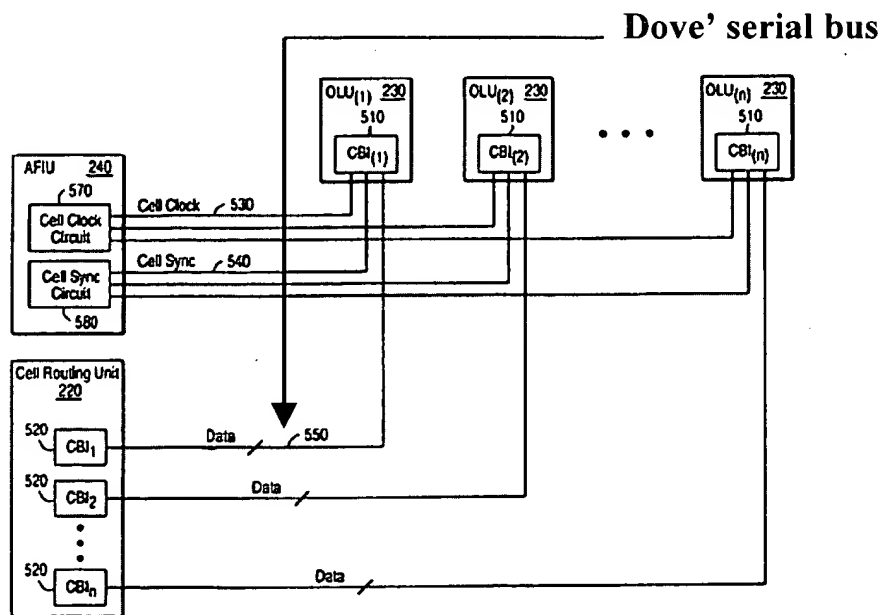 Dove' serial bus
OLU(1) 230
510
CBI(1)
OLU(2) 230
510
CBI(2)
OLU(n) 230
510
CBI(n)
AFIU 240
570
Cell Clock
Circuit
Cell Clock 530
Cell Sync 540
Cell Sync
Circuit
580
Cell Routing Unit
220
520 CBI1
Data 550
520 CBI2
Data
520 CBIn
Data